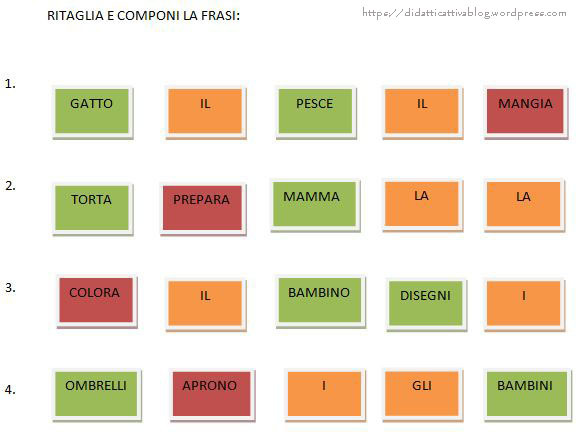 RITAGLIA E COMPONI LA FRASI:
https://didatticattivablog.wordpress.com
1. GATTO IL PESCE IL MANGIA
2. TORTA PREPARA MAMMA LA LA
3. COLORA IL BAMBINO DISEGNI I
4. OMBRELLI APRONO I GLI BAMBINI